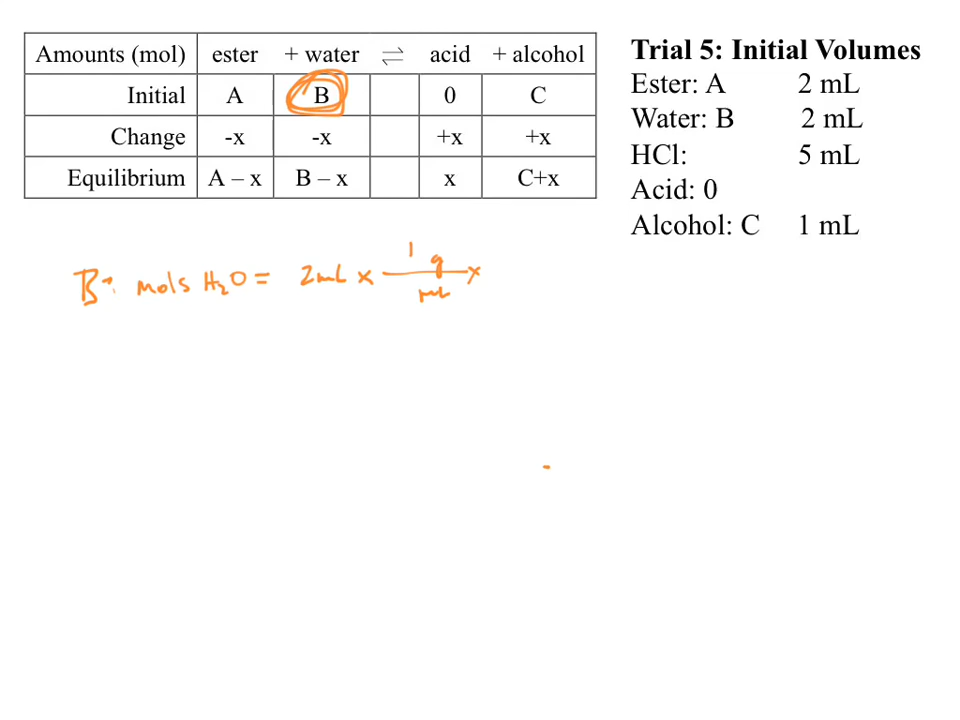 Amounts (mol) ester + water ⇌ acid + alcohol
Initial A B 0 C
Change -x -x +x +x
Equilibrium A – x B – x x C+x
Trial 5: Initial Volumes
Ester: A 2 mL
Water: B 2 mL
HCl: 5 mL
Acid: 0
Alcohol: C 1 mL
B: mols H₂O = 2mL x 1 g / mL x